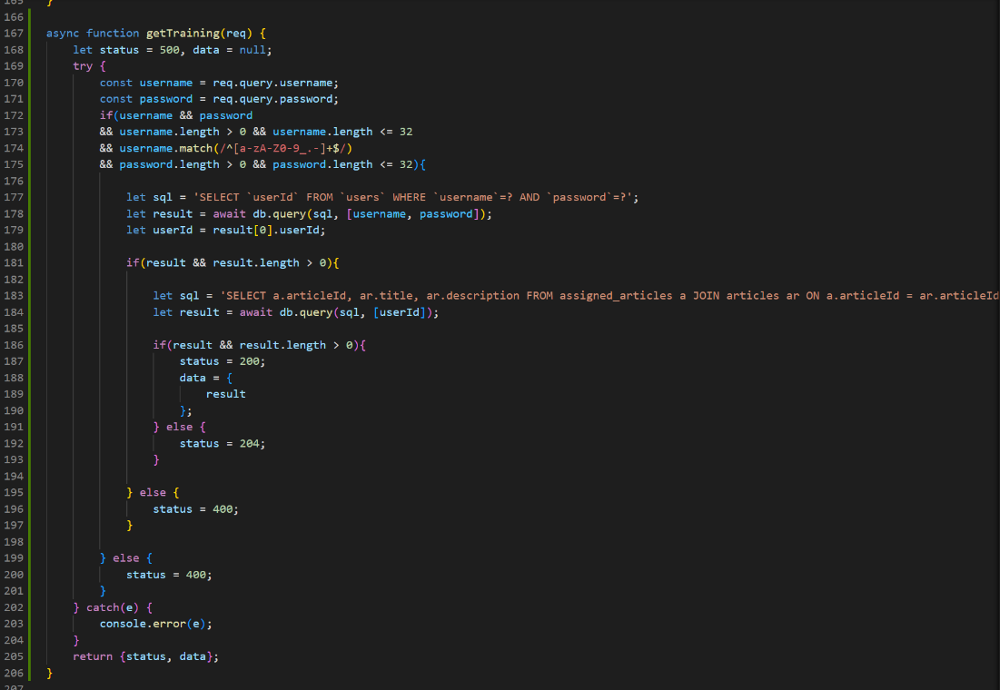 165 }
166
167 async function getTraining(req) {
168 let status = 500, data = null;
169 try {
170 const username = req.query.username;
171 const password = req.query.password;
172 if(username && password
173 && username.length > 0 && username.length <= 32
174 && username.match(/^[a-zA-Z0-9_.-]+$/)
175 && password.length > 0 && password.length <= 32){
176
177 let sql = 'SELECT `userId` FROM `users` WHERE `username`=? AND `password`=?';
178 let result = await db.query(sql, [username, password]);
179 let userId = result[0].userId;
180
181 if(result && result.length > 0){
182
183 let sql = 'SELECT a.articleId, ar.title, ar.description FROM assigned_articles a JOIN articles ar ON a.articleId = ar.articleId
184 let result = await db.query(sql, [userId]);
185
186 if(result && result.length > 0){
187 status = 200;
188 data = {
189 result
190 };
191 } else {
192 status = 204;
193 }
194
195 } else {
196 status = 400;
197 }
198
199 } else {
200 status = 400;
201 }
202 } catch(e) {
203 console.error(e);
204 }
205 return {status, data};
206 }
207